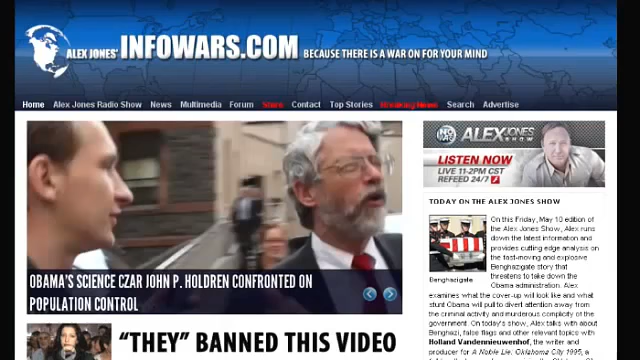 ALEX JONES' INFOWARS.COM BECAUSE THERE IS A WAR ON FOR YOUR MIND
Home Alex Jones Radio Show News Multimedia Forum Store Contact Top Stories Breaking News Search Advertise
OBAMA'S SCIENCE CZAR JOHN P. HOLDREN CONFRONTED ON
POPULATION CONTROL
"THEY" BANNED THIS VIDEO
ALEX JONES SHOW
LISTEN NOW
LIVE 11-2PM CST
REFEED 24/7
TODAY ON THE ALEX JONES SHOW
Benghazigate
On this Friday, May 10 edition of
the Alex Jones Show, Alex runs
down the latest information and
provides cutting edge analysis on
the fast-moving and explosive
Benghazigate story that
threatens to take down the
Obama administration. Alex
examines what the cover-up will look like and what
stunt Obama will pull to divert attention away from
the criminal activity and murderous complicity of the
government. On today's show, Alex talks with about
Benghazi, false flags and other relevant topics with
Holland Vandennieuwenhof, the writer and
producer for A Noble Lie, Oklahoma City 1995, a